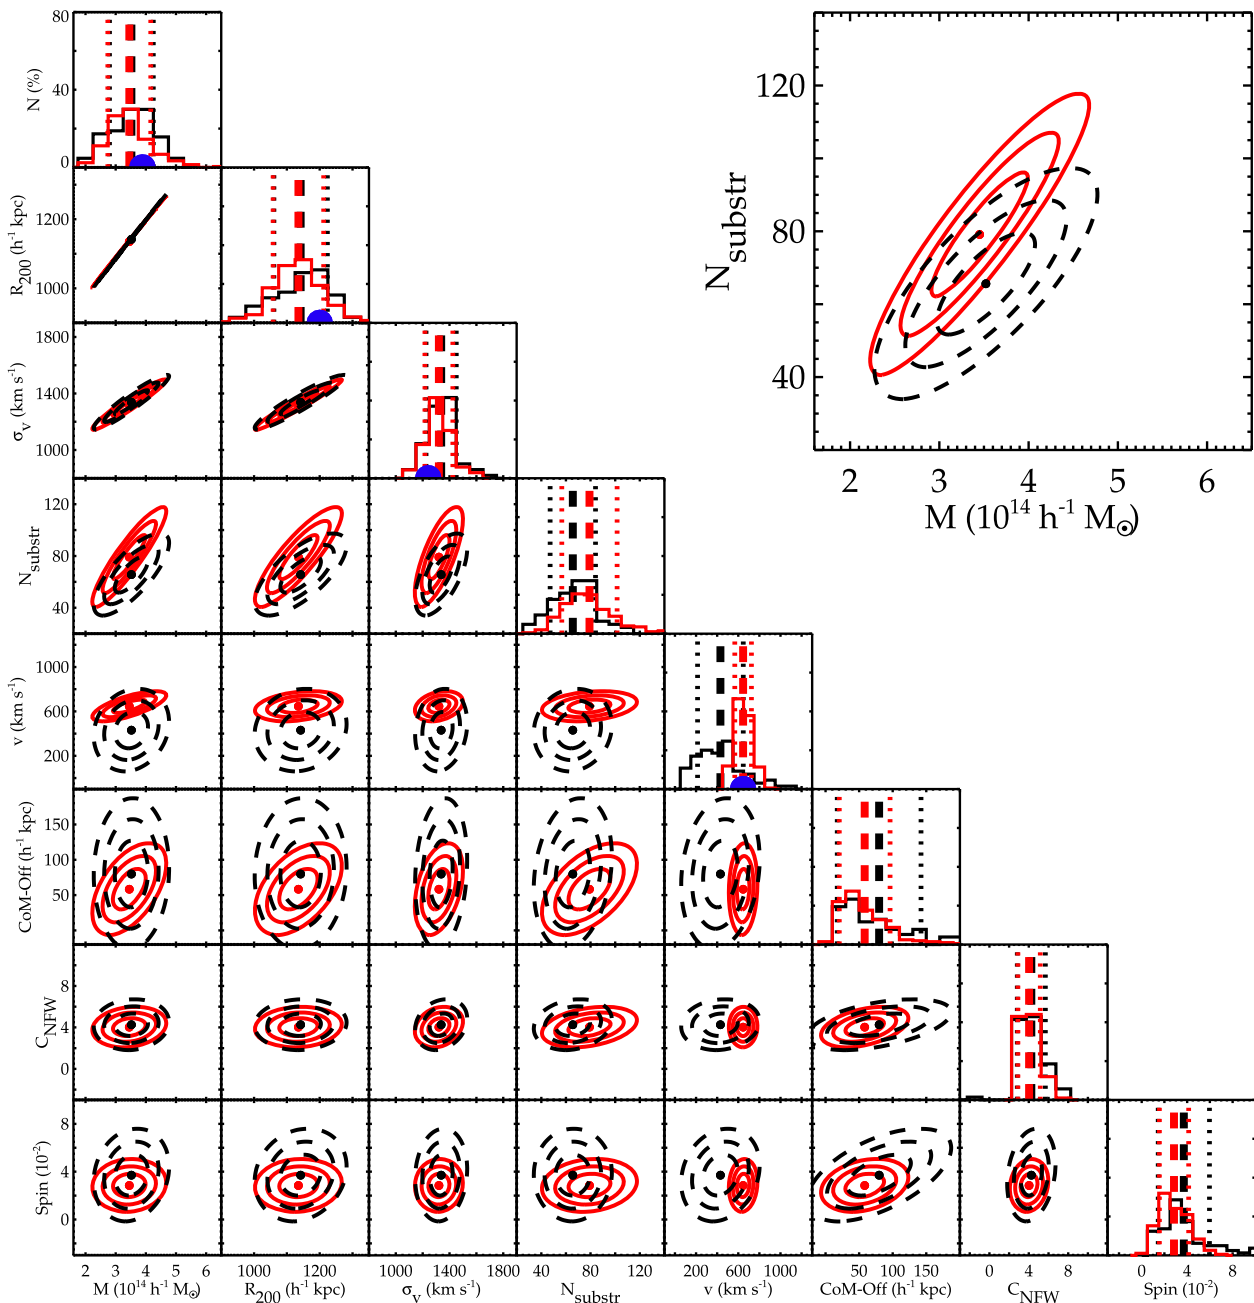 80
40
0
N (%)
120
80
40
N_substr
2 3 4 5 6
M (10^14 h^-1 M_⊙)
1200
1000
R_200 (h^-1 kpc)
1800
1400
1000
σ_v (km s^-1)
120
80
40
N_substr
1000
600
200
v (km s^-1)
150
100
50
CoM-Off (h^-1 kpc)
8
4
0
C_NFW
8
4
0
Spin (10^-2)
2 3 4 5 6
1000 1200
1000 1400 1800
40 80 120
200 600 1000
50 100 150
0 4 8
0 4 8
M (10^14 h^-1 M_⊙)
R_200 (h^-1 kpc)
σ_v (km s^-1)
N_substr
v (km s^-1)
CoM-Off (h^-1 kpc)
C_NFW
Spin (10^-2)